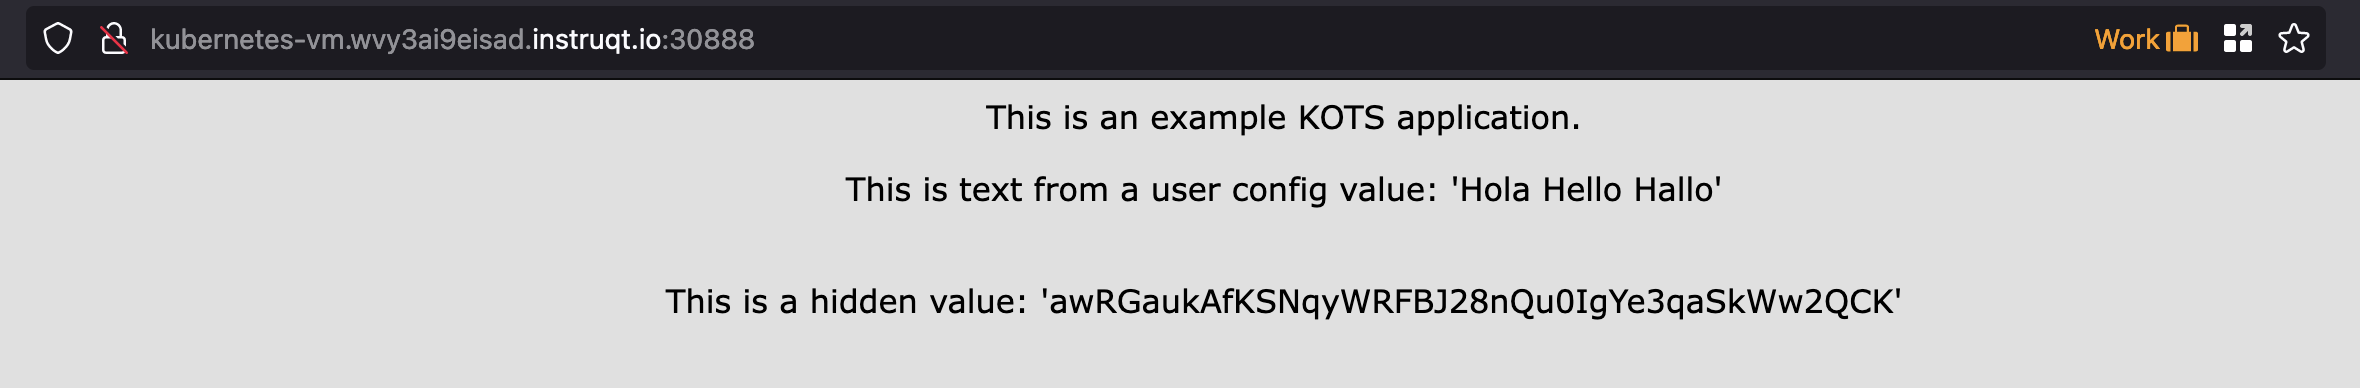 kubernetes-vm.wvy3ai9eisad.instruqt.io:30888 Work
This is an example KOTS application.
This is text from a user config value: 'Hola Hello Hallo'
This is a hidden value: 'awRGaukAfKSNqyWRFBJ28nQu0IgYe3qaSkWw2QCK'